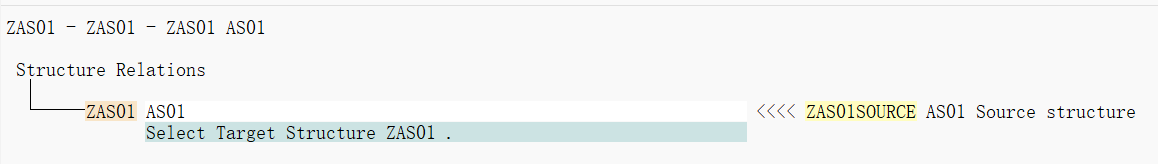 ZAS01 - ZAS01 - ZAS01 AS01
Structure Relations
ZAS01 AS01 <<<< ZAS01SOURCE AS01 Source structure
Select Target Structure ZAS01 .